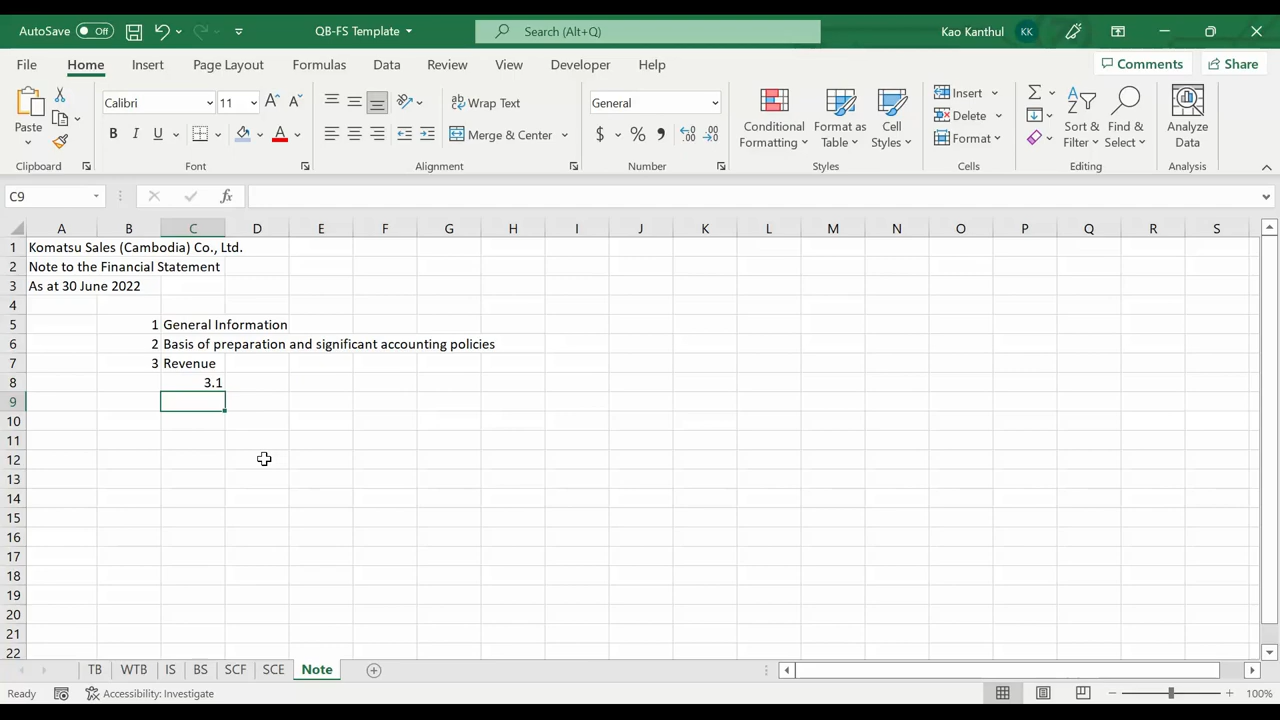 AutoSave Off QB-FS Template Search (Alt+Q) Kao Kanthul KK
File Home Insert Page Layout Formulas Data Review View Developer Help Comments Share
Calibri 11 Wrap Text General Insert
Paste B I U Merge & Center $ % Conditional Formatting Format as Table Cell Styles Delete Format Sort & Filter Find & Select Analyze Data
Clipboard Font Alignment Number Styles Cells Editing Analysis
C9 fx
A B C D E F G H I J K L M N O P Q R S
1 Komatsu Sales (Cambodia) Co., Ltd.
2 Note to the Financial Statement
3 As at 30 June 2022
4
5 1 General Information
6 2 Basis of preparation and significant accounting policies
7 3 Revenue
8 3.1
9
10
11
12
13
14
15
16
17
18
19
20
21
22
TB WTB IS BS SCF SCE Note
Ready Accessibility: Investigate 100%